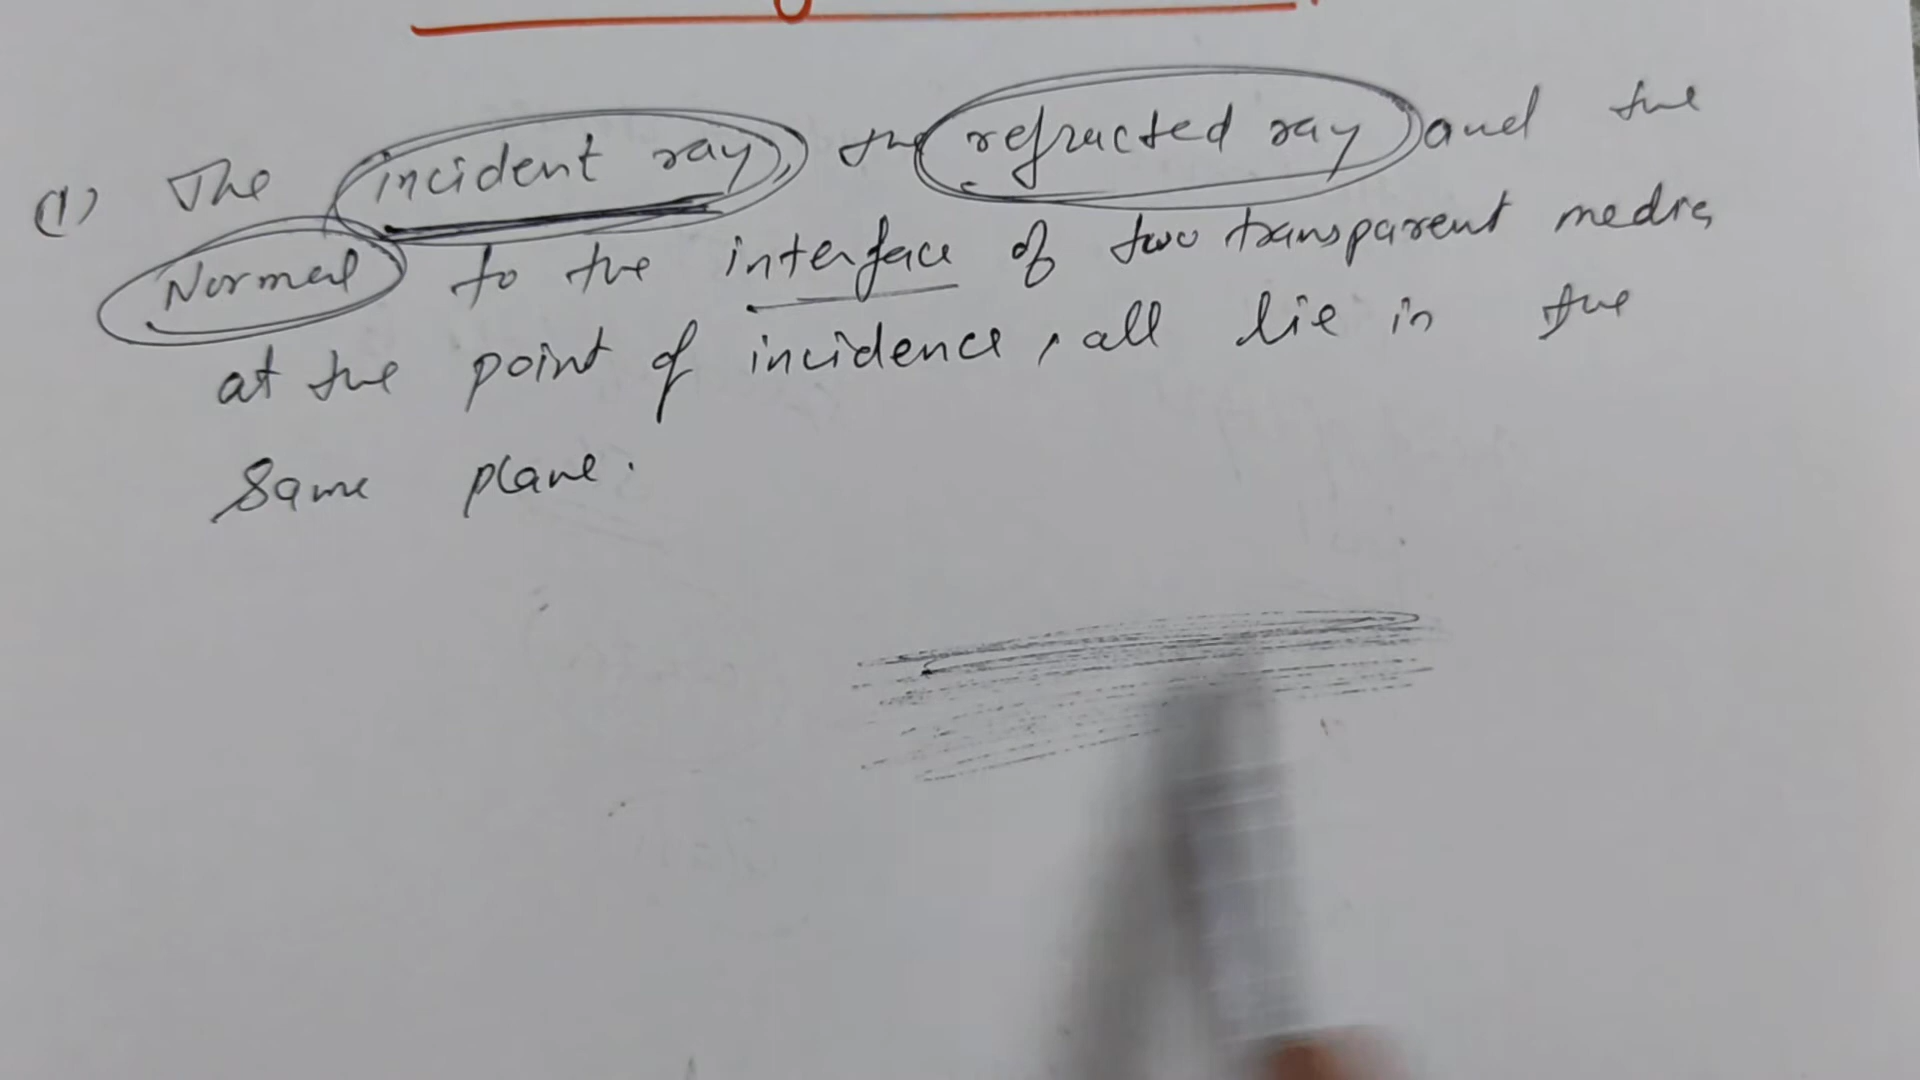 (1) The incident ray, the refracted ray and the
Normal to the interface of two transparent media
at the point of incidence, all lie in the
same plane.